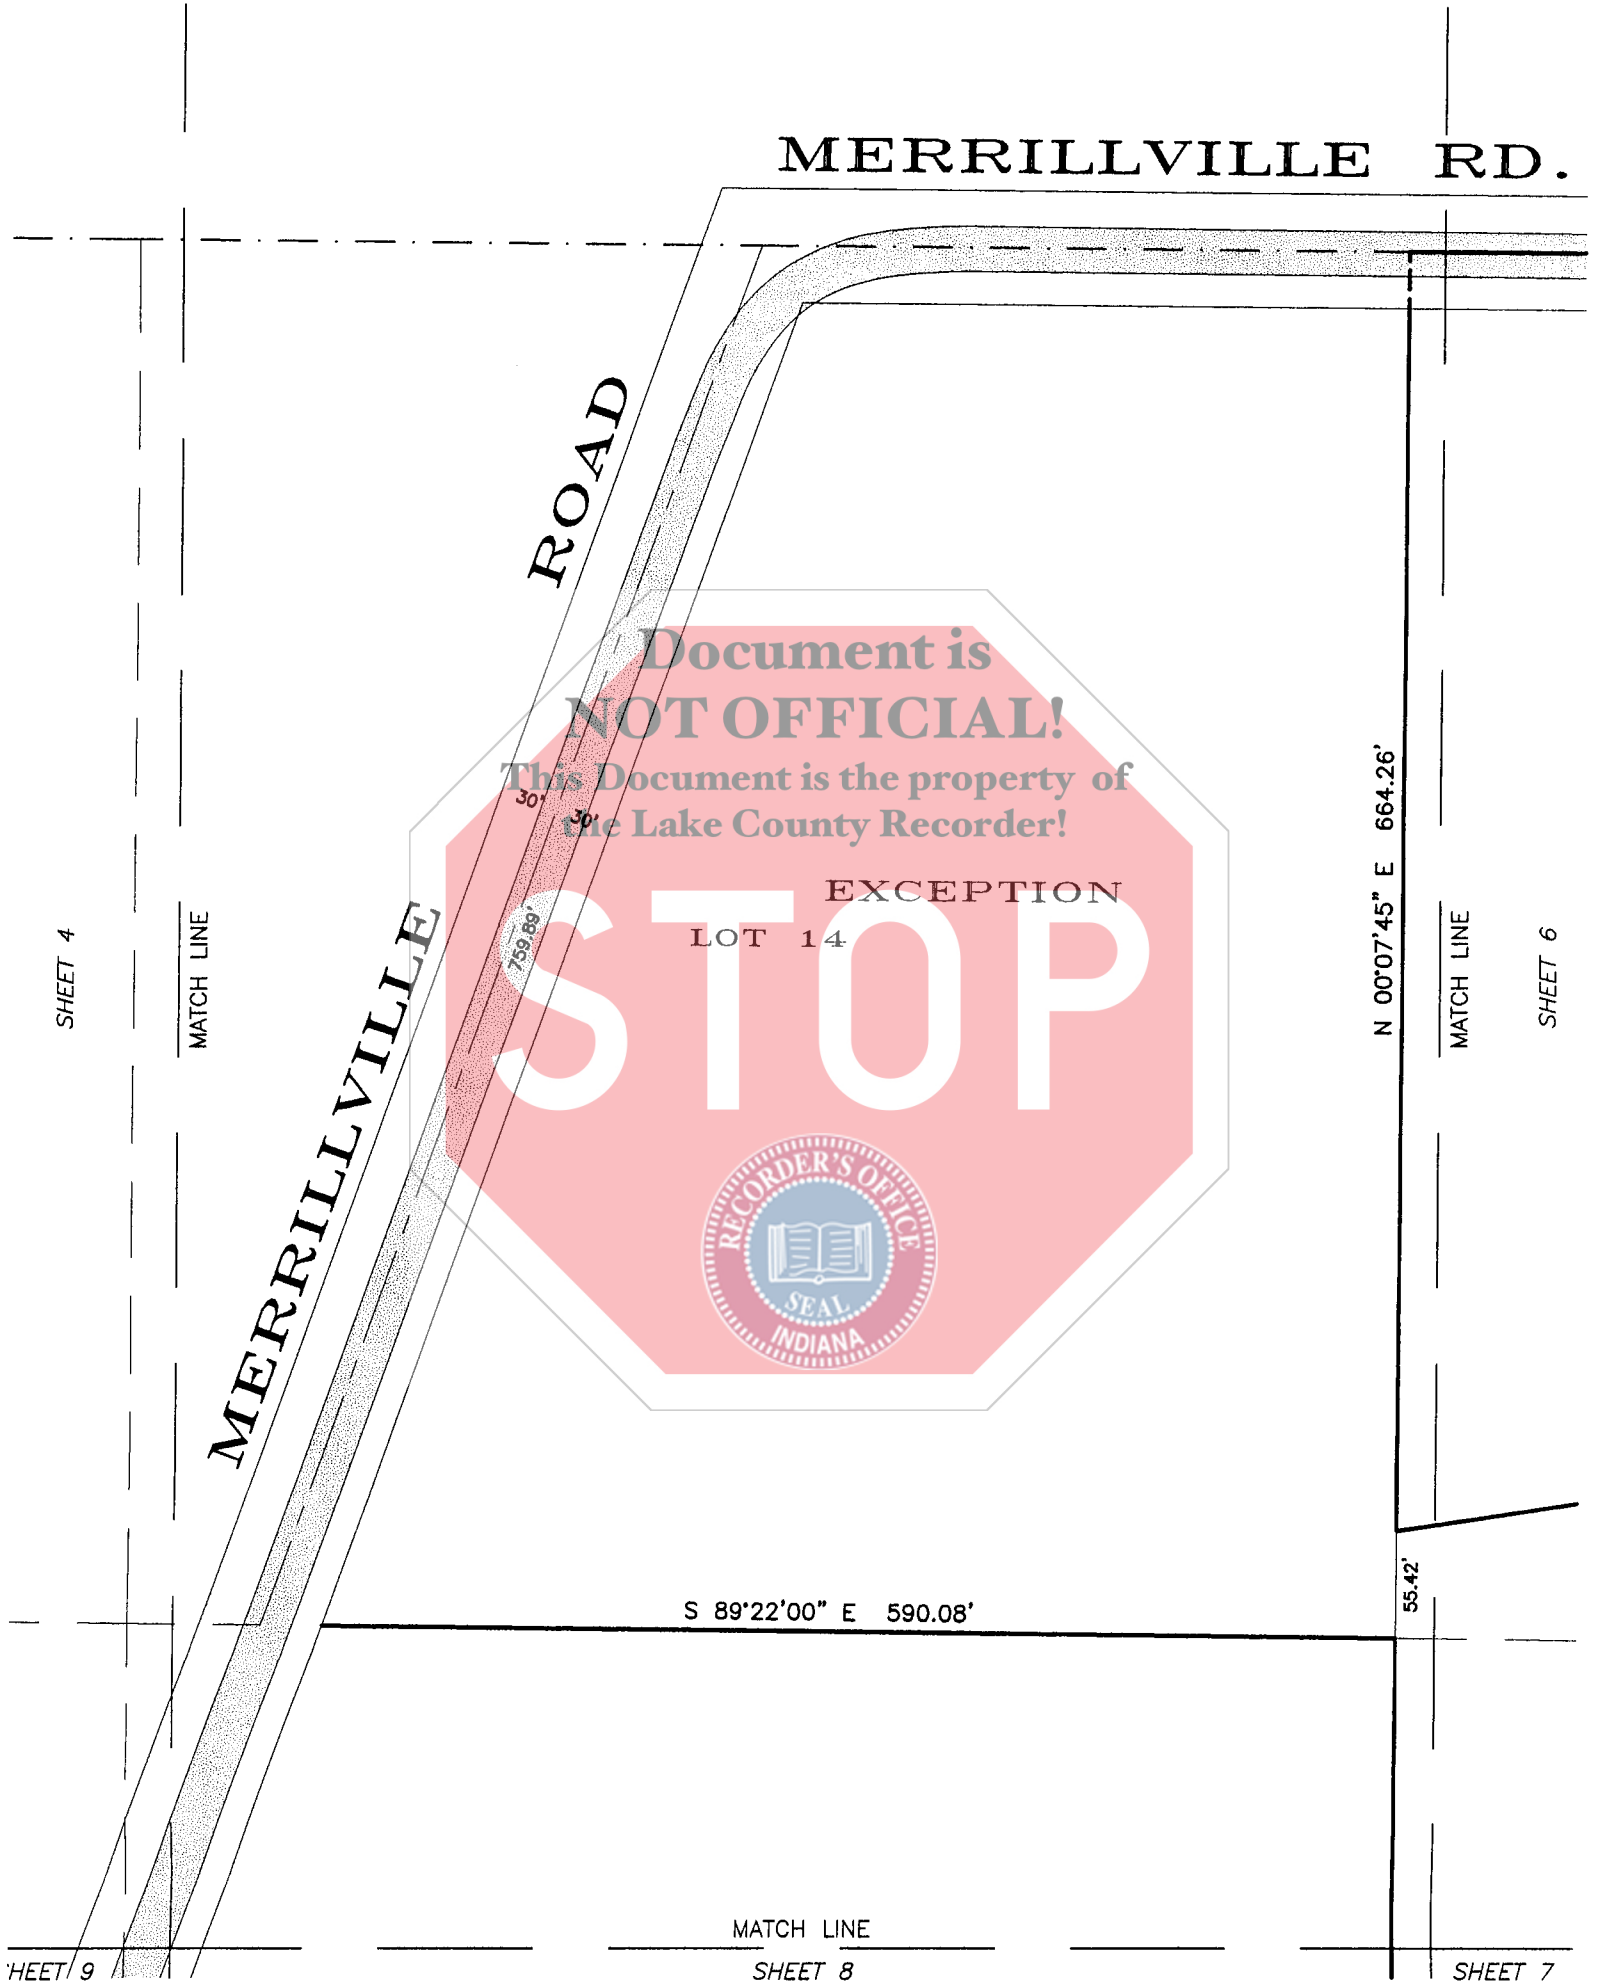 MERRILLVILLE RD.
MERRILLVILLE ROAD
Document is
NOT OFFICIAL!
This Document is the property of
the Lake County Recorder!
30'
30'
759.89'
EXCEPTION
LOT 14
STOP
RECORDER'S OFFICE
SEAL
INDIANA
SHEET 4
MATCH LINE
N 00°07'45" E 664.26'
MATCH LINE
SHEET 6
55.42'
S 89°22'00" E 590.08'
MATCH LINE
HEET 9
SHEET 8
SHEET 7